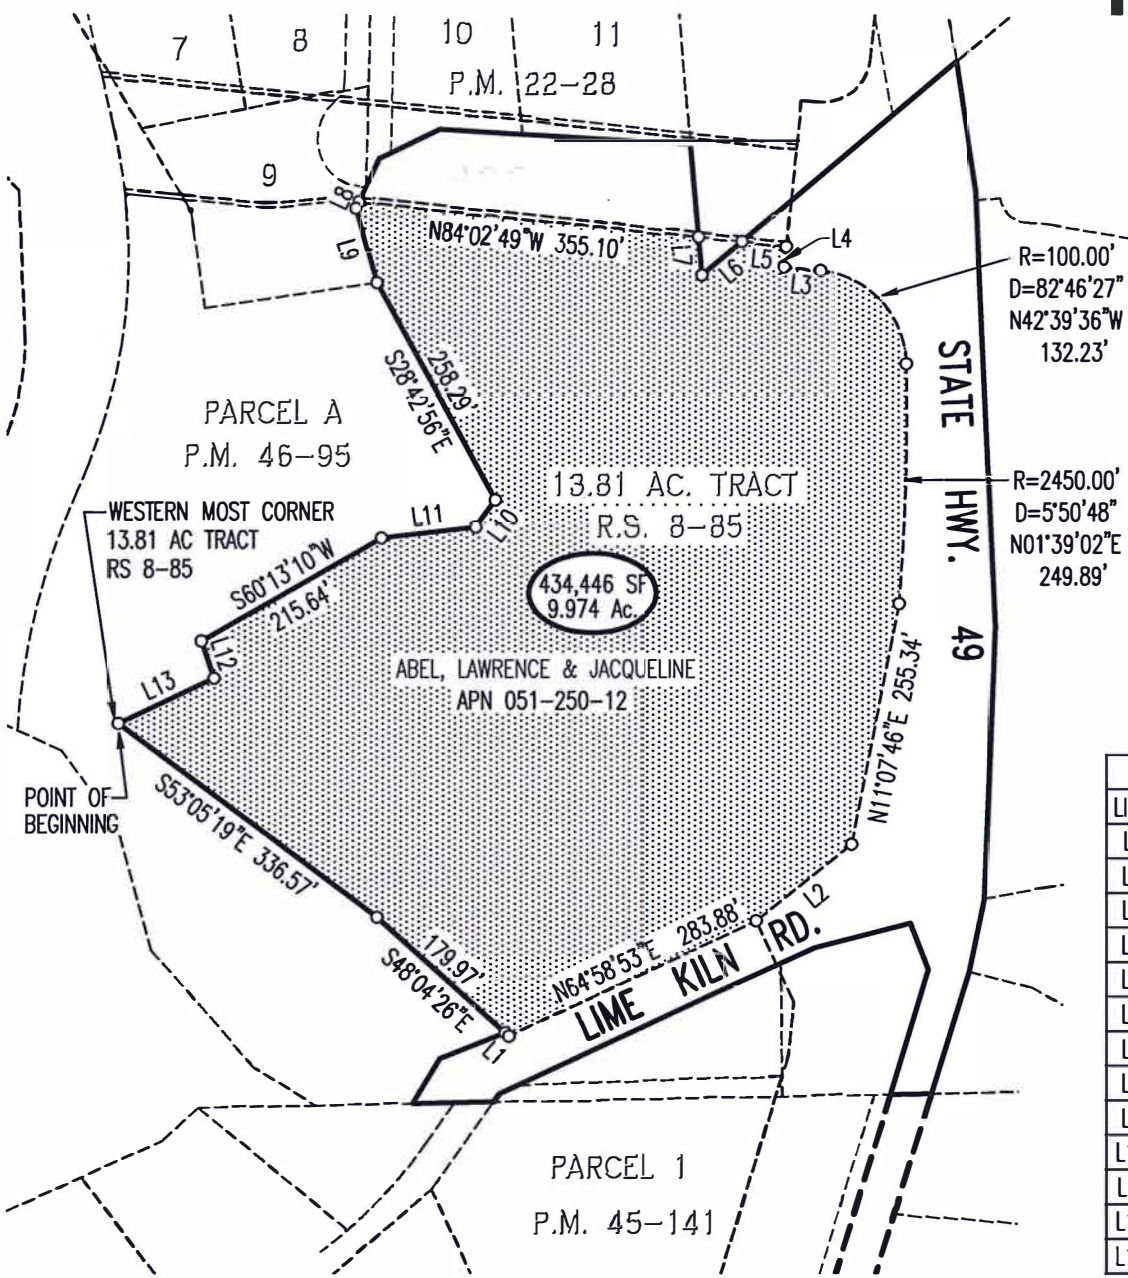 7
8
10
11
P.M. 22-28
9
L8
L9
N84°02'49"W 355.10'
L7
L6
L5
L4
L3
R=100.00'
D=82°46'27"
N42°39'36"W
132.23'
258.29'
S28°42'56"E
STATE HWY. 49
PARCEL A
P.M. 46-95
13.81 AC. TRACT
R.S. 8-85
R=2450.00'
D=5°50'48"
N01°39'02"E
249.89'
WESTERN MOST CORNER
13.81 AC TRACT
RS 8-85
L11
L10
S60°13'10"W
215.64'
434,446 SF
9.974 Ac.
L12
L13
ABEL, LAWRENCE & JACQUELINE
APN 051-250-12
N11°07'46"E 255.34'
POINT OF
BEGINNING
S53°05'19"E 336.57'
L2
179.97'
S48°04'26"E
N64°58'53"E 283.88'
LIME KILN RD.
L1
PARCEL 1
P.M. 45-141